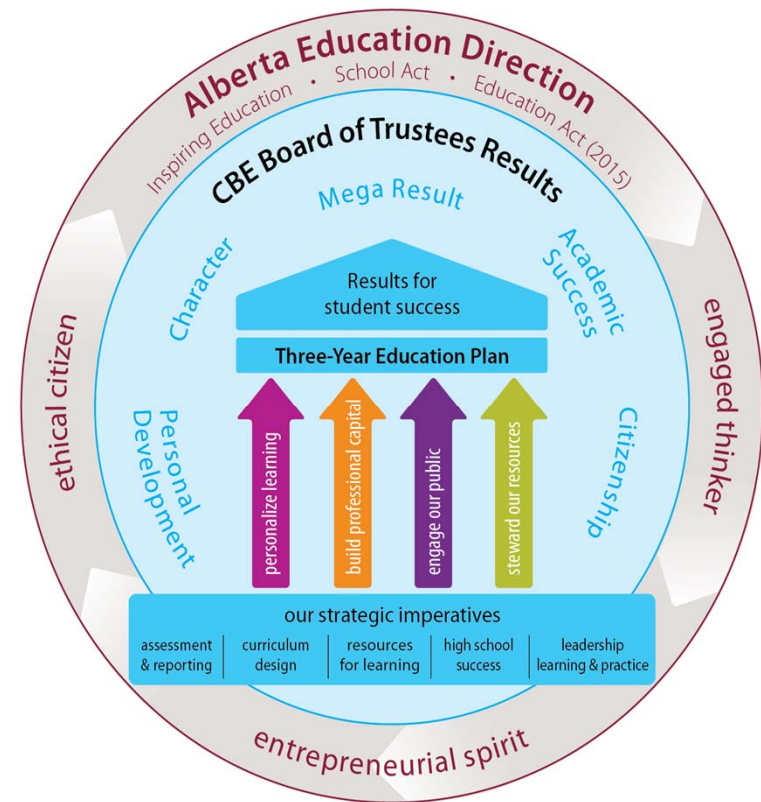 Alberta Education Direction
Inspiring Education • School Act • Education Act (2015)
CBE Board of Trustees Results
Mega Result
Character
Academic
Success
Results for
student success
Three-Year Education Plan
ethical citizen
engaged thinker
Personal
Development
Citizenship
personalize learning
build professional capital
engage our public
steward our resources
our strategic imperatives
assessment
& reporting
curriculum
design
resources
for learning
high school
success
leadership
learning & practice
entrepreneurial spirit